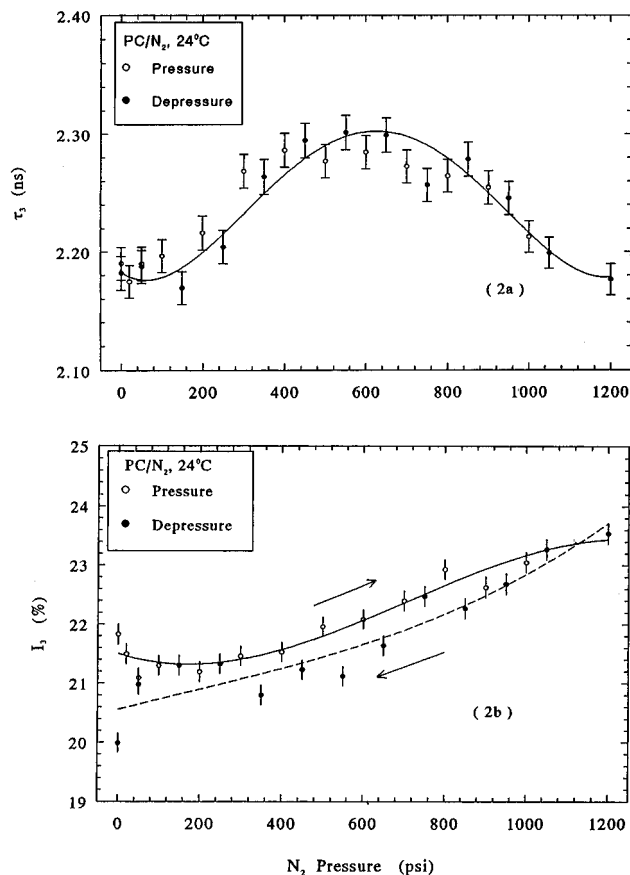 2.40
PC/N₂, 24°C
Pressure
Depressure
2.30
τ₃ (ns)
2.20
( 2a )
2.10
0 200 400 600 800 1000 1200
25
PC/N₂, 24°C
24
Pressure
Depressure
23
I₃ (%)
22
21
( 2b )
20
19
0 200 400 600 800 1000 1200
N₂ Pressure (psi)